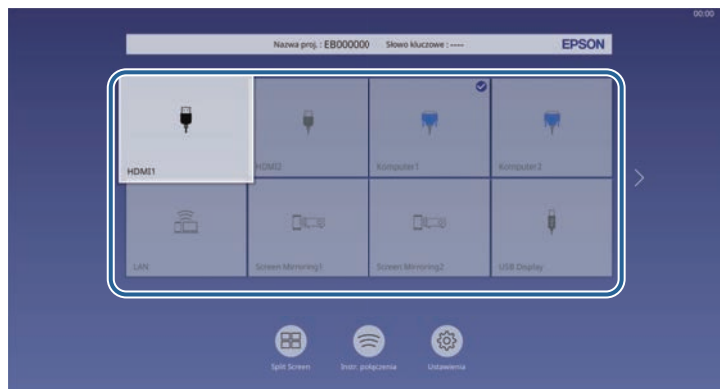 00:00
Nazwa proj. : EB000000 Słowo kluczowe : ---- EPSON
HDMI1 HDMI2 Komputer1 Komputer2
LAN Screen Mirroring1 Screen Mirroring2 USB Display
Split Screen Instr. połączenia Ustawienia